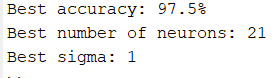 Best accuracy: 97.5%
Best number of neurons: 21
Best sigma: 1